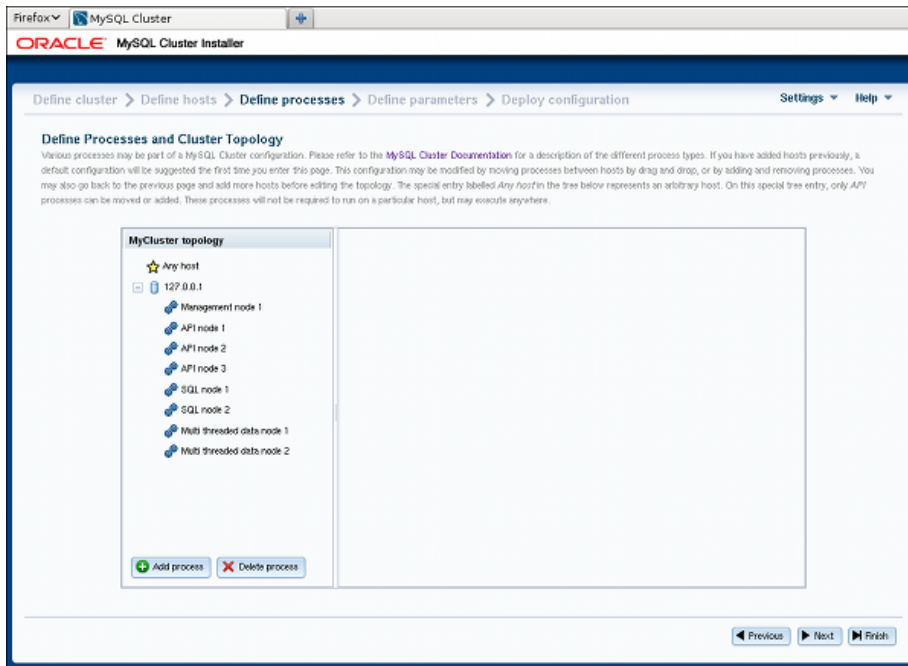 Firefox
MySQL Cluster
ORACLE MySQL Cluster Installer
Define cluster Define hosts Define processes Define parameters Deploy configuration Settings Help
Define Processes and Cluster Topology
Various processes may be part of a MySQL Cluster configuration. Please refer to the MySQL Cluster Documentation for a description of the different process types. If you have added hosts previously, a
default configuration will be suggested the first time you enter this page. This configuration may be modified by moving processes between hosts by drag and drop, or by adding and removing processes. You
may also go back to the previous page and add more hosts before editing the topology. The special entry labelled Any host in the tree below represents an arbitrary host. On this special tree entry, only API
processes can be moved or added. These processes will not be required to run on a particular host, but may execute anywhere.
MyCluster topology
Any host
127.0.0.1
Management node 1
API node 1
API node 2
API node 3
SQL node 1
SQL node 2
Multi threaded data node 1
Multi threaded data node 2
Add process Delete process
Previous Next Finish